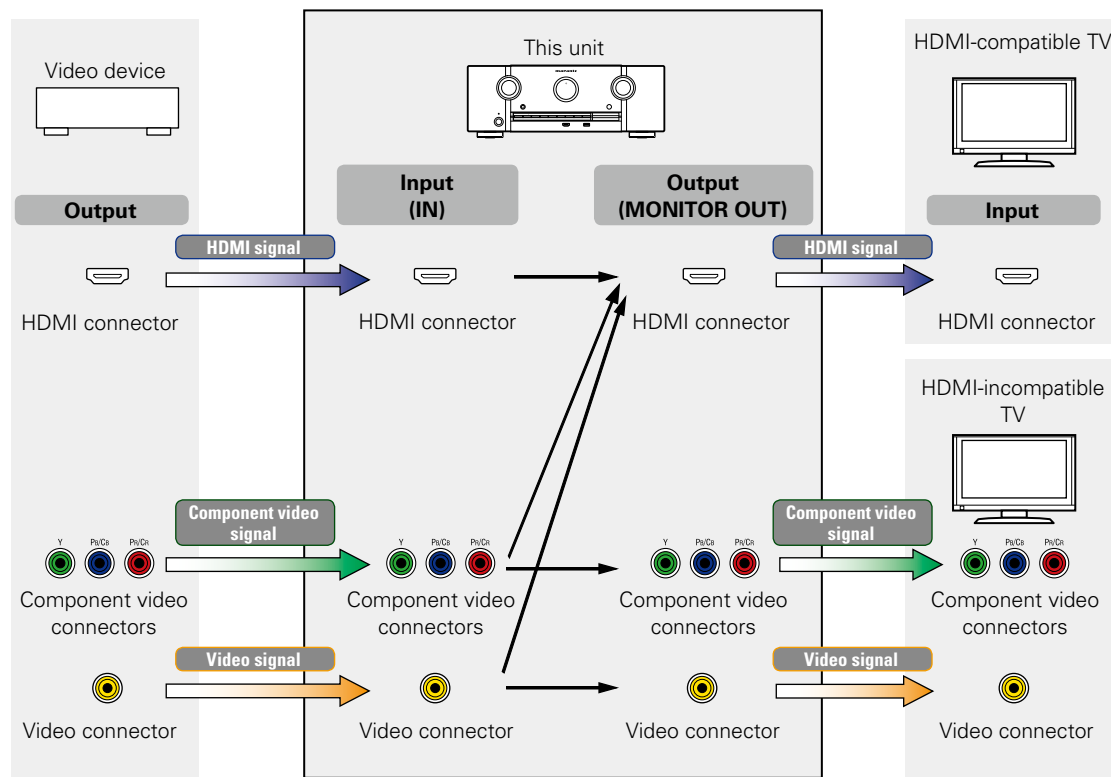 This unit
marantz
HDMI-compatible TV
Video device
Input
(IN)
Output
(MONITOR OUT)
Output
Input
HDMI signal
HDMI signal
HDMI connector
HDMI connector
HDMI connector
HDMI connector
HDMI-incompatible
TV
Component video
signal
Component video
signal
Y PB/CB PR/CR
Y PB/CB PR/CR
Y PB/CB PR/CR
Y PB/CB PR/CR
Component video
connectors
Component video
connectors
Component video
connectors
Component video
connectors
Video signal
Video signal
Video connector
Video connector
Video connector
Video connector